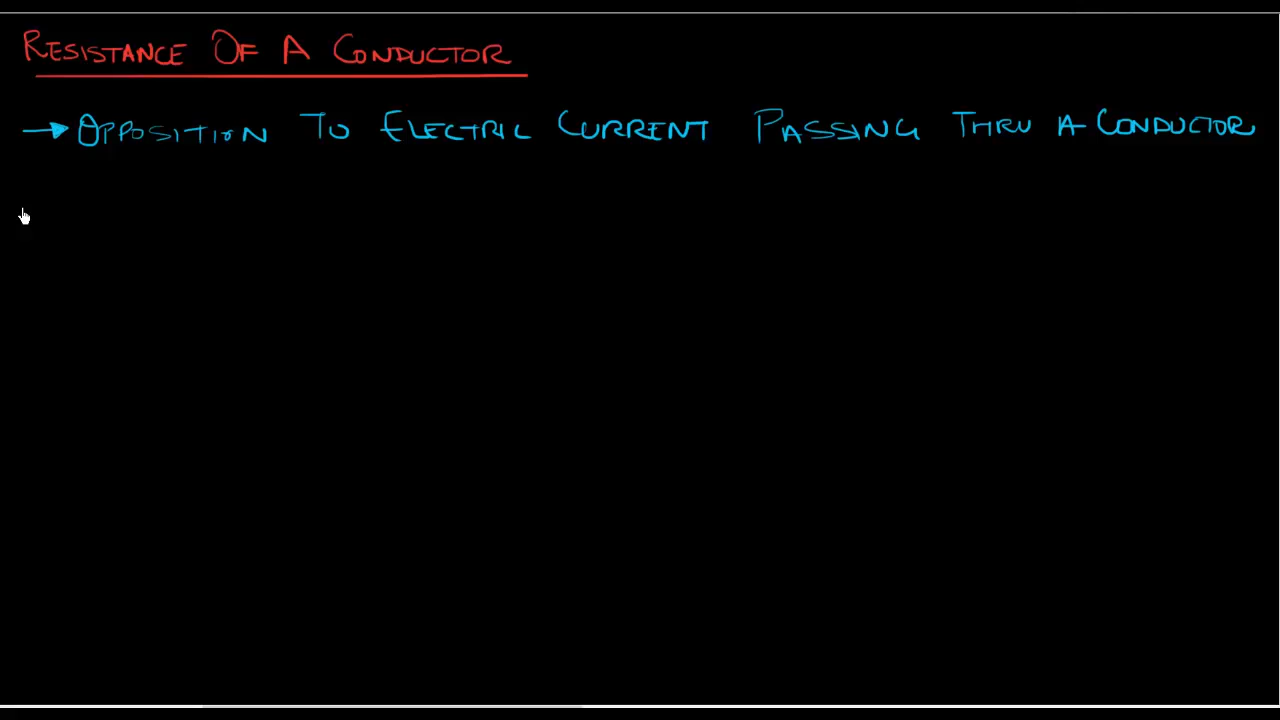 RESISTANCE OF A CONDUCTOR
→ OPPOSITION TO ELECTRIC CURRENT PASSING THRU A CONDUCTOR